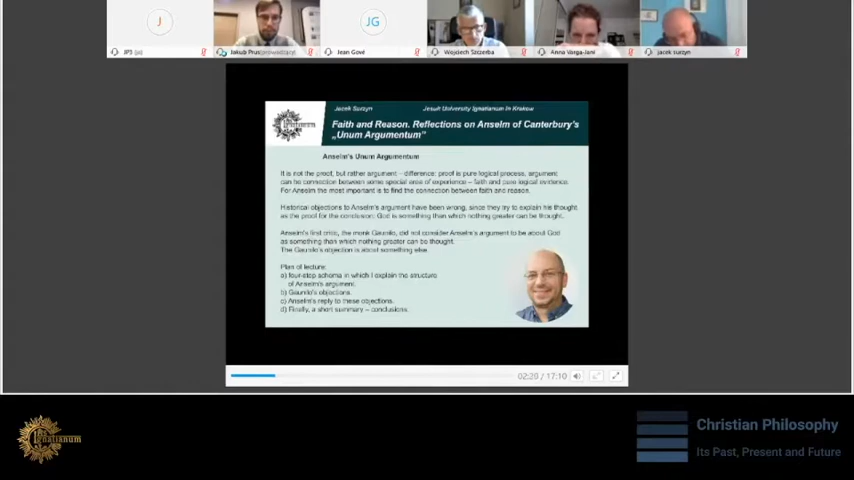 J
JG
JPS (ja)
Jakub Prus(prowadzący)
Jean Gové
Wojciech Szczerba
Anna Varga-Jani
jacek surzyn
Jacek Surzyn
Jesuit University Ignatianum in Krakow
Ignatianum
Faith and Reason. Reflections on Anselm of Canterbury's
„Unum Argumentum”
Anselm's Unum Argumentum
It is not the proof, but rather argument – difference: proof is pure logical process, argument
can be connection between some special area of experience – faith and pure logical evidence.
For Anselm the most important is to find the connection between faith and reason.
Historical objections to Anselm's argument have been wrong, since they try to explain his thought
as the proof for the conclusion: God is something than which nothing greater can be thought.
Anselm's first critic, the monk Gaunilo, did not consider Anselm's argument to be about God
as something than which nothing greater can be thought.
The Gaunilo's objection is about something else.
Plan of lecture:
a) four-step schema in which I explain the structure
of Anselm's argument.
b) Gaunilo's objections.
c) Anselm's reply to these objections.
d) Finally, a short summary – conclusions.
02:29 / 17:10
Ignatianum
Christian Philosophy
Its Past, Present and Future